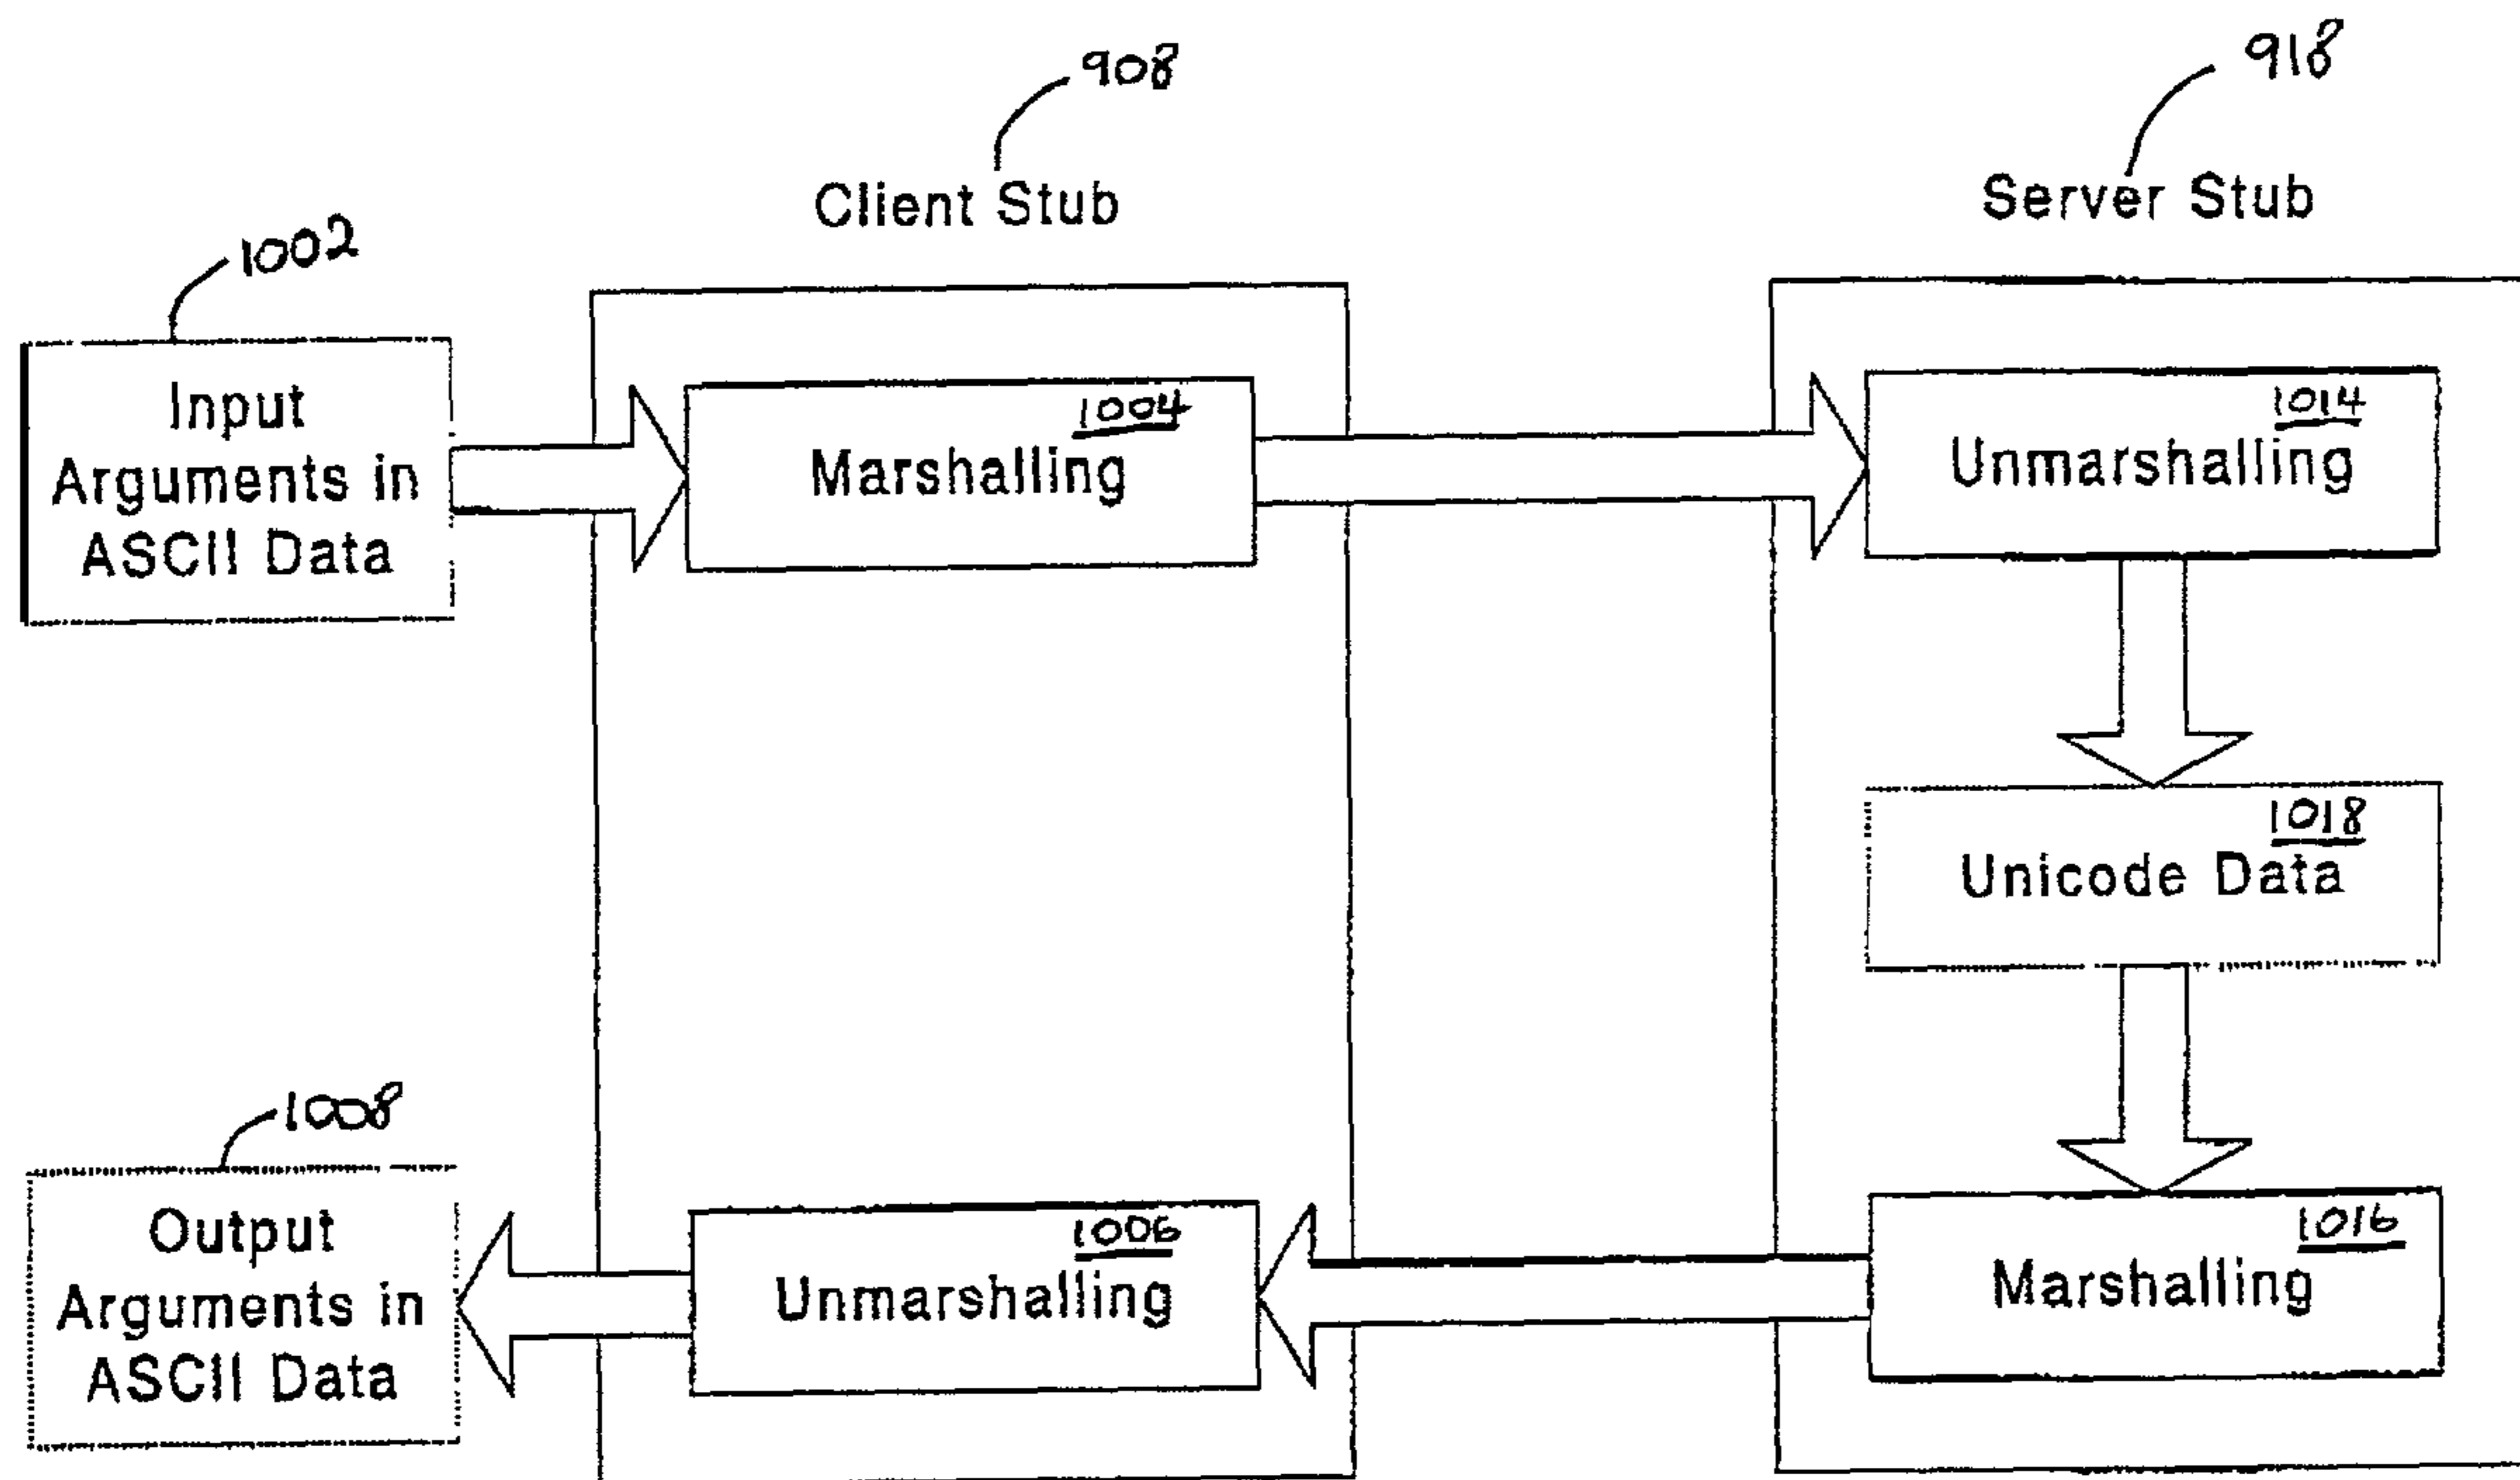 908
918
Client Stub
Server Stub
1002
Input
Arguments in
ASCII Data
1004
Marshalling
1014
Unmarshalling
1018
Unicode Data
1008
Output
Arguments in
ASCII Data
1006
Unmarshalling
1016
Marshalling